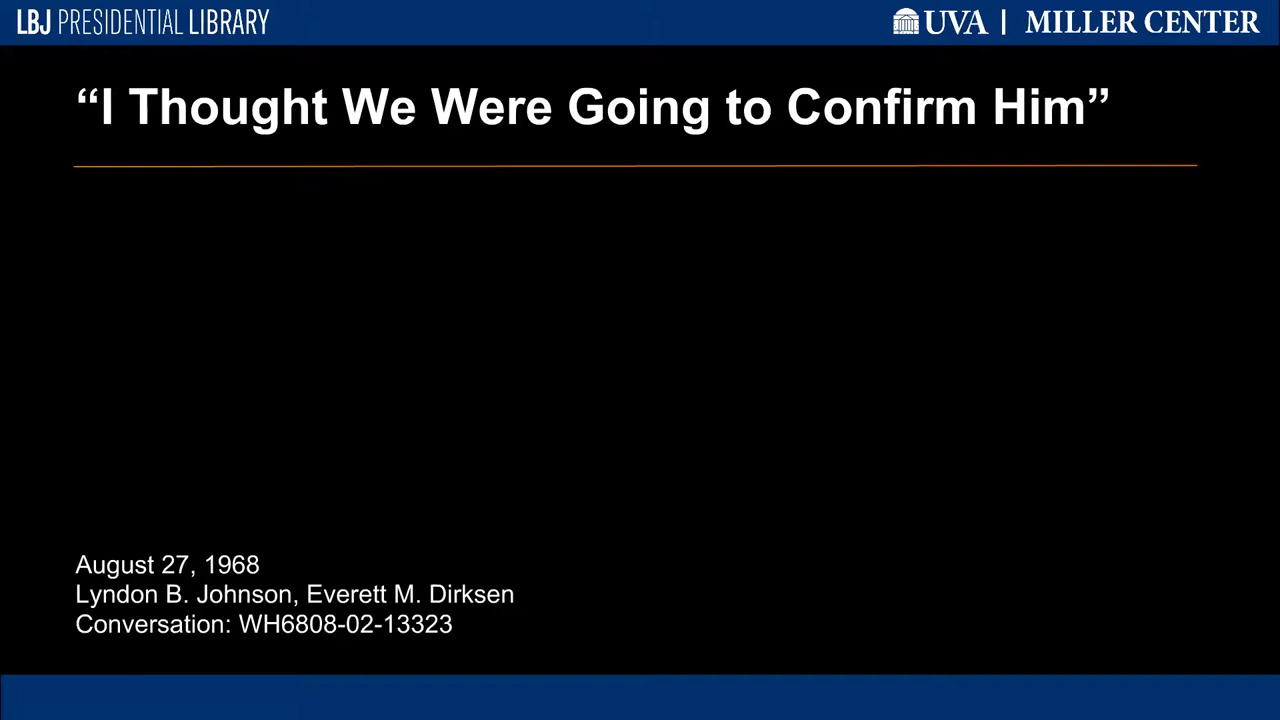 LBJ PRESIDENTIAL LIBRARY
UVA | MILLER CENTER
“I Thought We Were Going to Confirm Him”
August 27, 1968
Lyndon B. Johnson, Everett M. Dirksen
Conversation: WH6808-02-13323